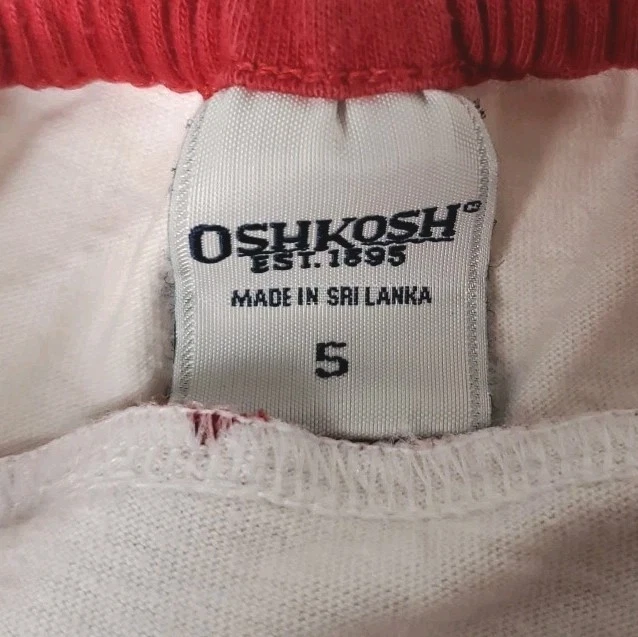 OSHKOSH®
EST. 1895
MADE IN SRI LANKA
5